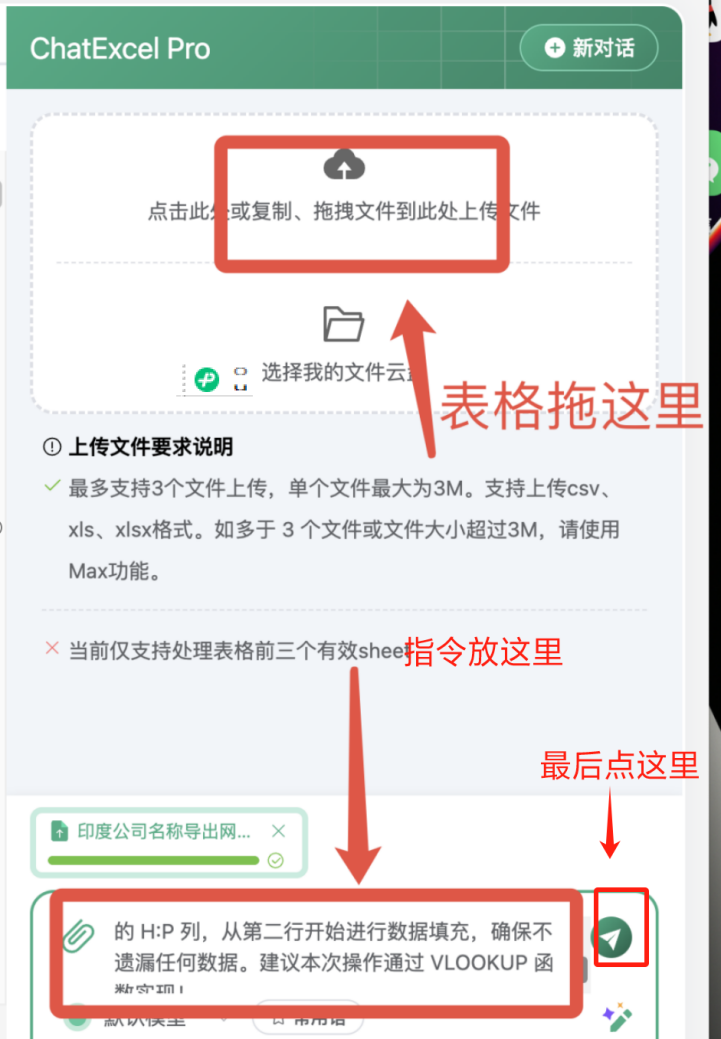 ChatExcel Pro
新对话
点击此处或复制、拖拽文件到此处上传文件
选择我的文件云盘
表格拖这里
上传文件要求说明
最多支持3个文件上传，单个文件最大为3M。支持上传csv、
xls、xlsx格式。如多于 3 个文件或文件大小超过3M，请使用
Max功能。
当前仅支持处理表格前三个有效sheet
指令放这里
最后点这里
印度公司名称导出网...
的 H:P 列，从第二行开始进行数据填充，确保不
遗漏任何数据。建议本次操作通过 VLOOKUP 函
数实现！
默认模型
常用语